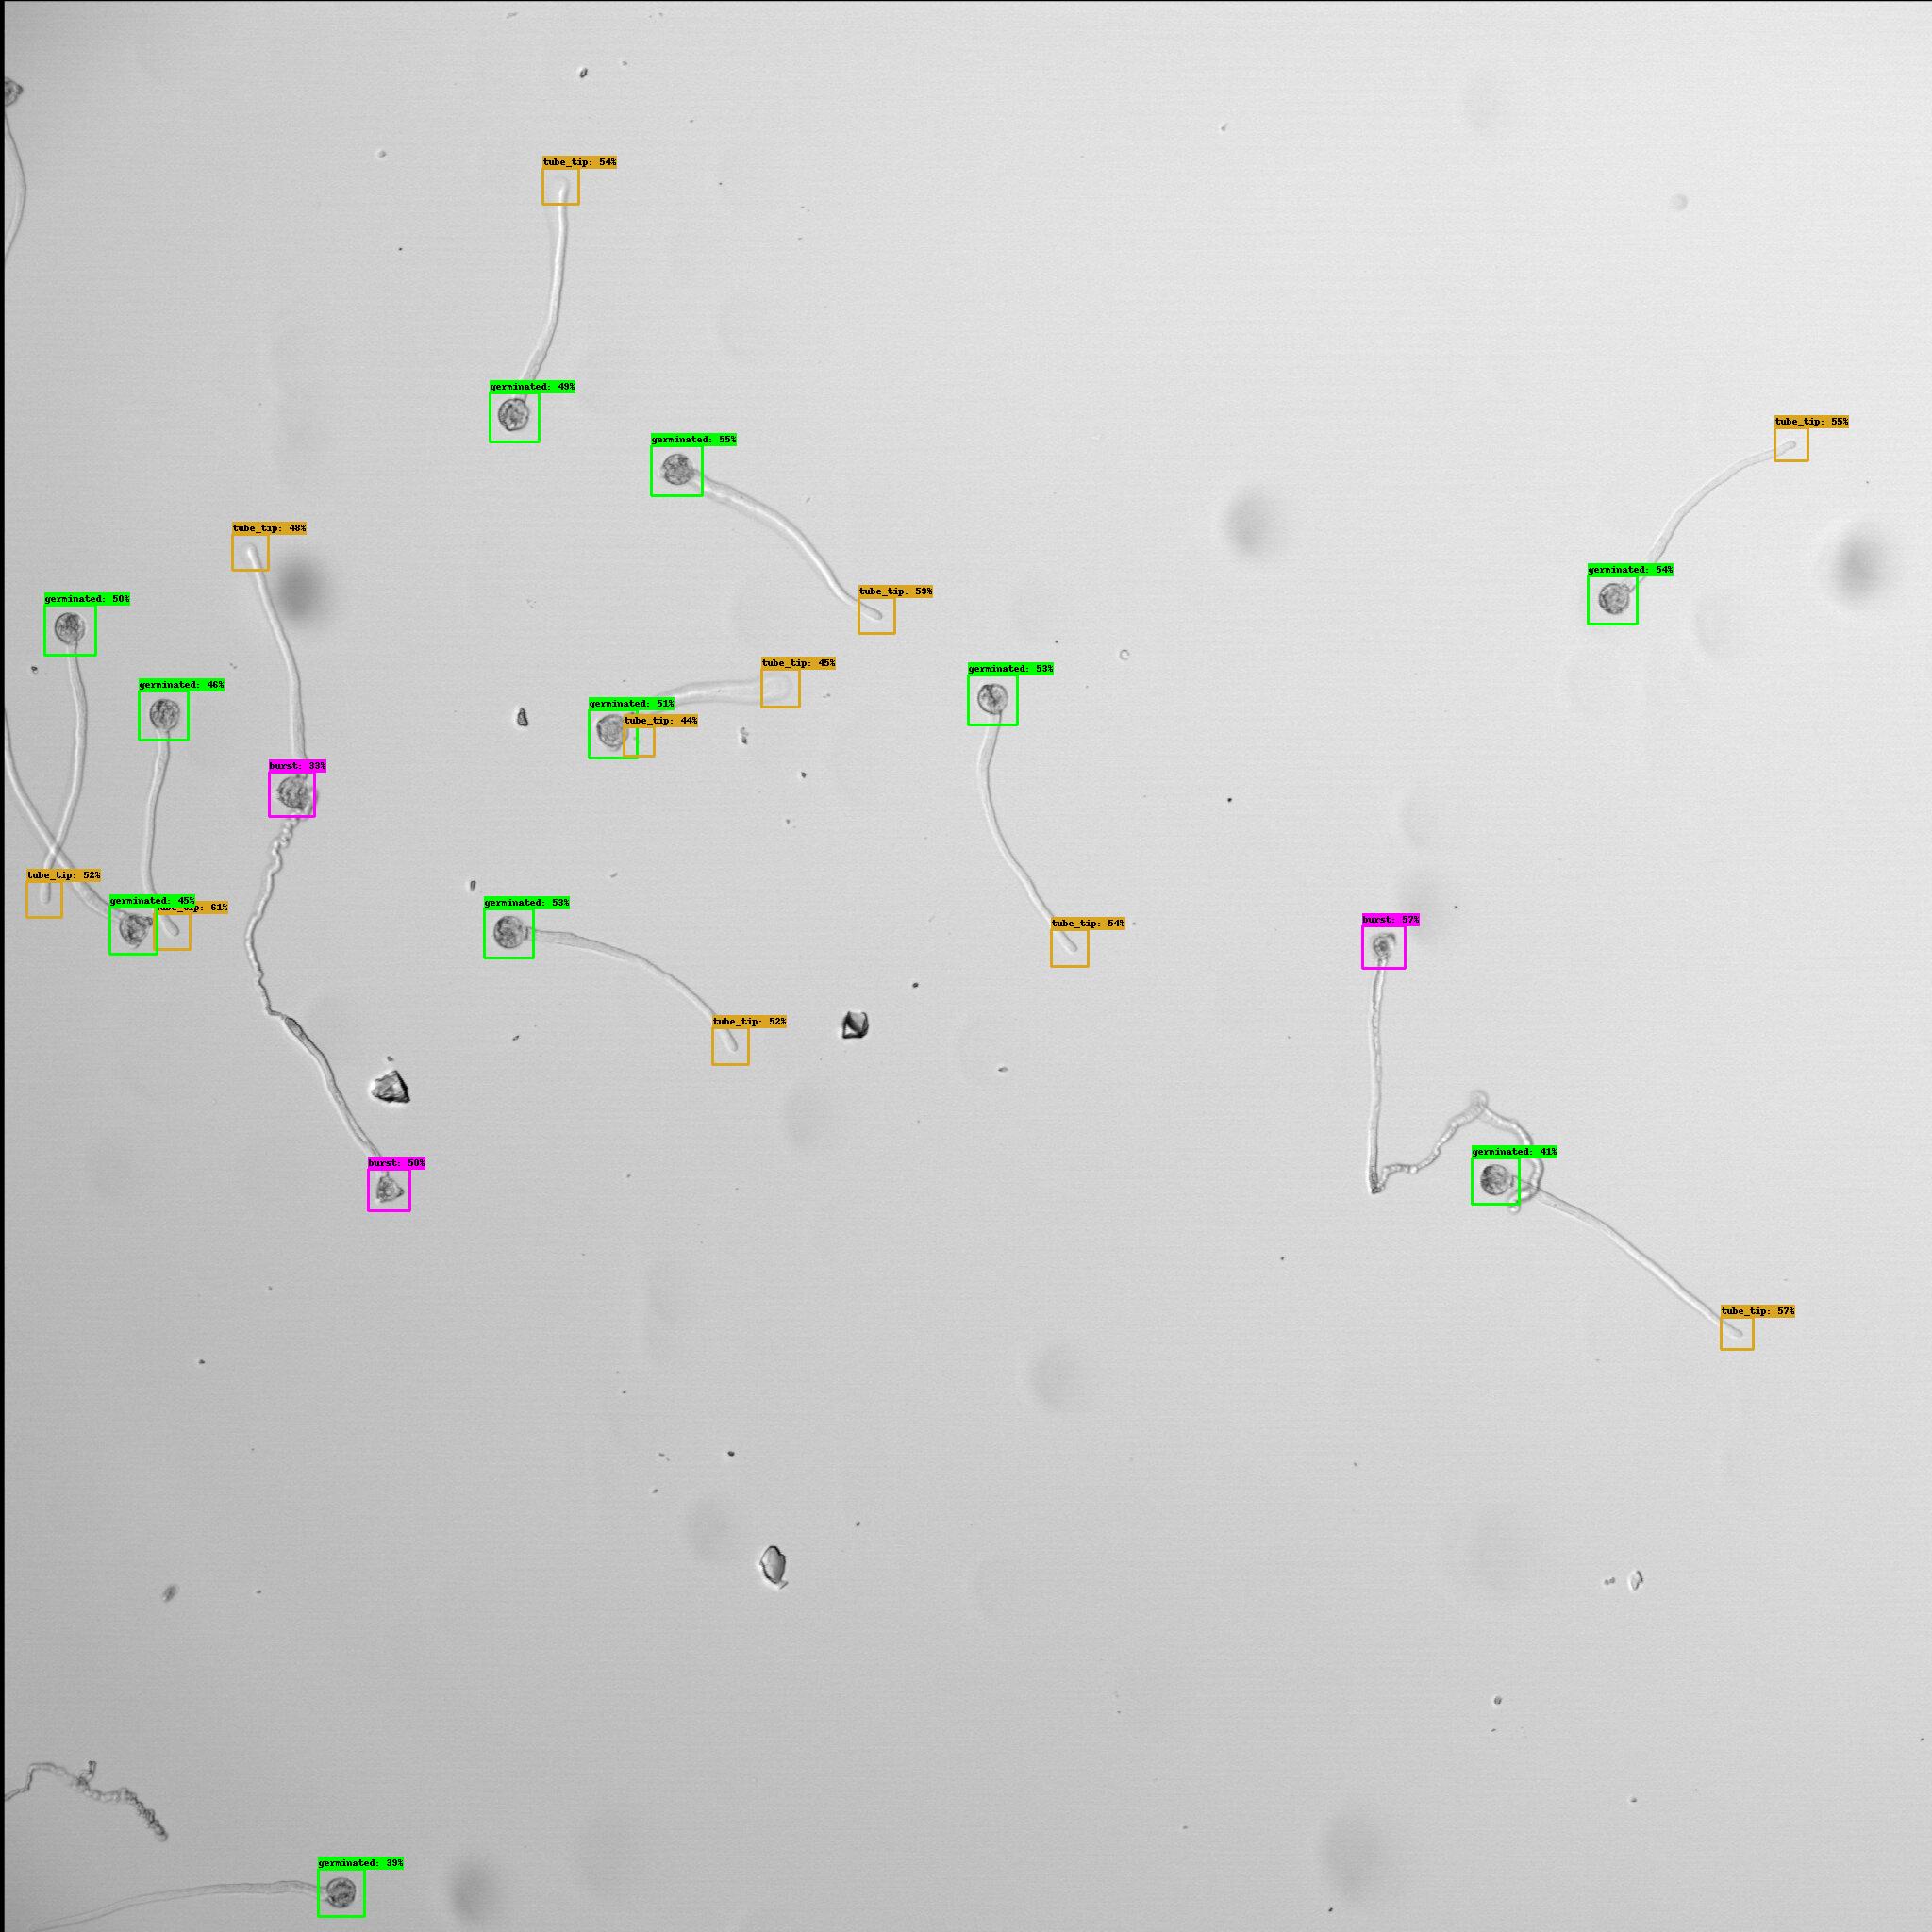 tube_tip: 54%
germinated: 49%
tube_tip: 55%
germinated: 55%
tube_tip: 48%
germinated: 54%
tube_tip: 59%
germinated: 50%
tube_tip: 45%
germinated: 53%
germinated: 46%
germinated: 51%
tube_tip: 44%
burst: 33%
tube_tip: 52%
germinated: 45%
germinated: 53%
tube_tip: 61%
burst: 57%
tube_tip: 54%
tube_tip: 52%
germinated: 41%
burst: 50%
tube_tip: 57%
germinated: 39%